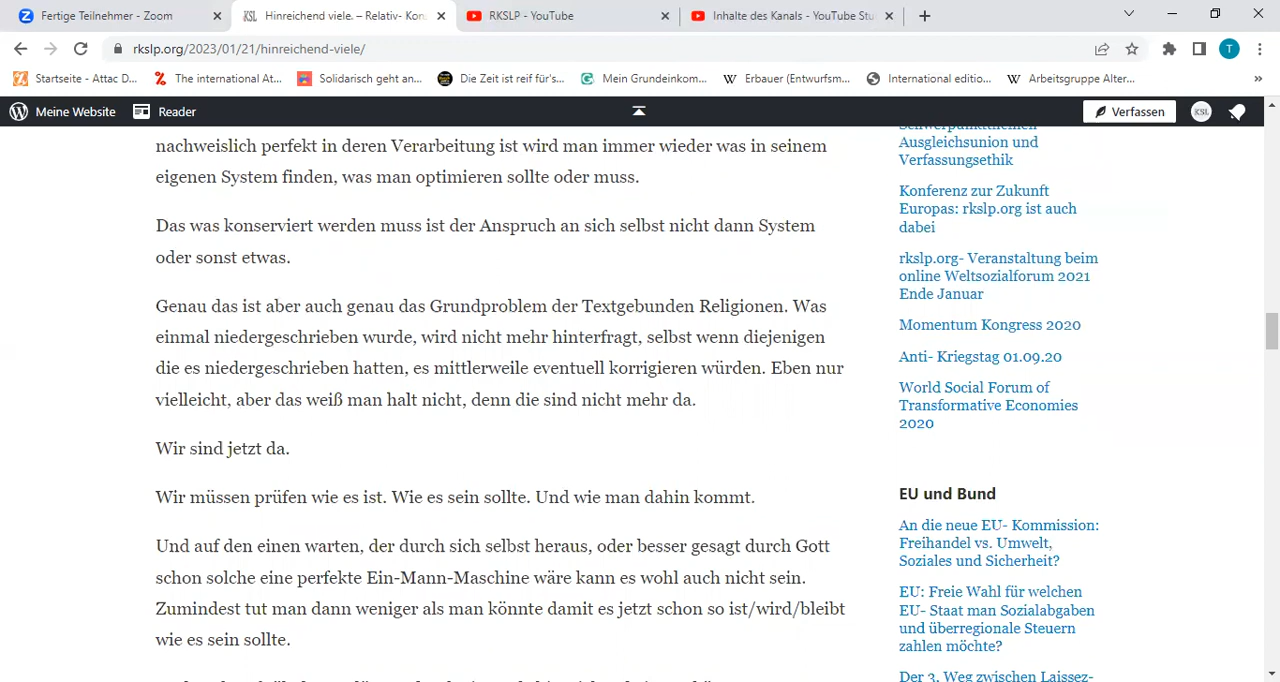 Fertige Teilnehmer - Zoom
Hinreichend viele. – Relativ- Kons
RKSLP - YouTube
Inhalte des Kanals - YouTube Stu
rkslp.org/2023/01/21/hinreichend-viele/
T
Startseite - Attac D...
The international At...
Solidarisch geht an...
Die Zeit ist reif für's...
Mein Grundeinkom...
Erbauer (Entwurfsm...
International editio...
Arbeitsgruppe Alter...
Meine Website
Reader
Verfassen
KSL
nachweislich perfekt in deren Verarbeitung ist wird man immer wieder was in seinem
eigenen System finden, was man optimieren sollte oder muss.
Das was konserviert werden muss ist der Anspruch an sich selbst nicht dann System
oder sonst etwas.
Genau das ist aber auch genau das Grundproblem der Textgebunden Religionen. Was
einmal niedergeschrieben wurde, wird nicht mehr hinterfragt, selbst wenn diejenigen
die es niedergeschrieben hatten, es mittlerweile eventuell korrigieren würden. Eben nur
vielleicht, aber das weiß man halt nicht, denn die sind nicht mehr da.
Wir sind jetzt da.
Wir müssen prüfen wie es ist. Wie es sein sollte. Und wie man dahin kommt.
Und auf den einen warten, der durch sich selbst heraus, oder besser gesagt durch Gott
schon solche eine perfekte Ein-Mann-Maschine wäre kann es wohl auch nicht sein.
Zumindest tut man dann weniger als man könnte damit es jetzt schon so ist/wird/bleibt
wie es sein sollte.
Schwerpunktthemen
Ausgleichsunion und
Verfassungsethik
Konferenz zur Zukunft
Europas: rkslp.org ist auch
dabei
rkslp.org- Veranstaltung beim
online Weltsozialforum 2021
Ende Januar
Momentum Kongress 2020
Anti- Kriegstag 01.09.20
World Social Forum of
Transformative Economies
2020
EU und Bund
An die neue EU- Kommission:
Freihandel vs. Umwelt,
Soziales und Sicherheit?
EU: Freie Wahl für welchen
EU- Staat man Sozialabgaben
und überregionale Steuern
zahlen möchte?
Der 3. Weg zwischen Laissez-